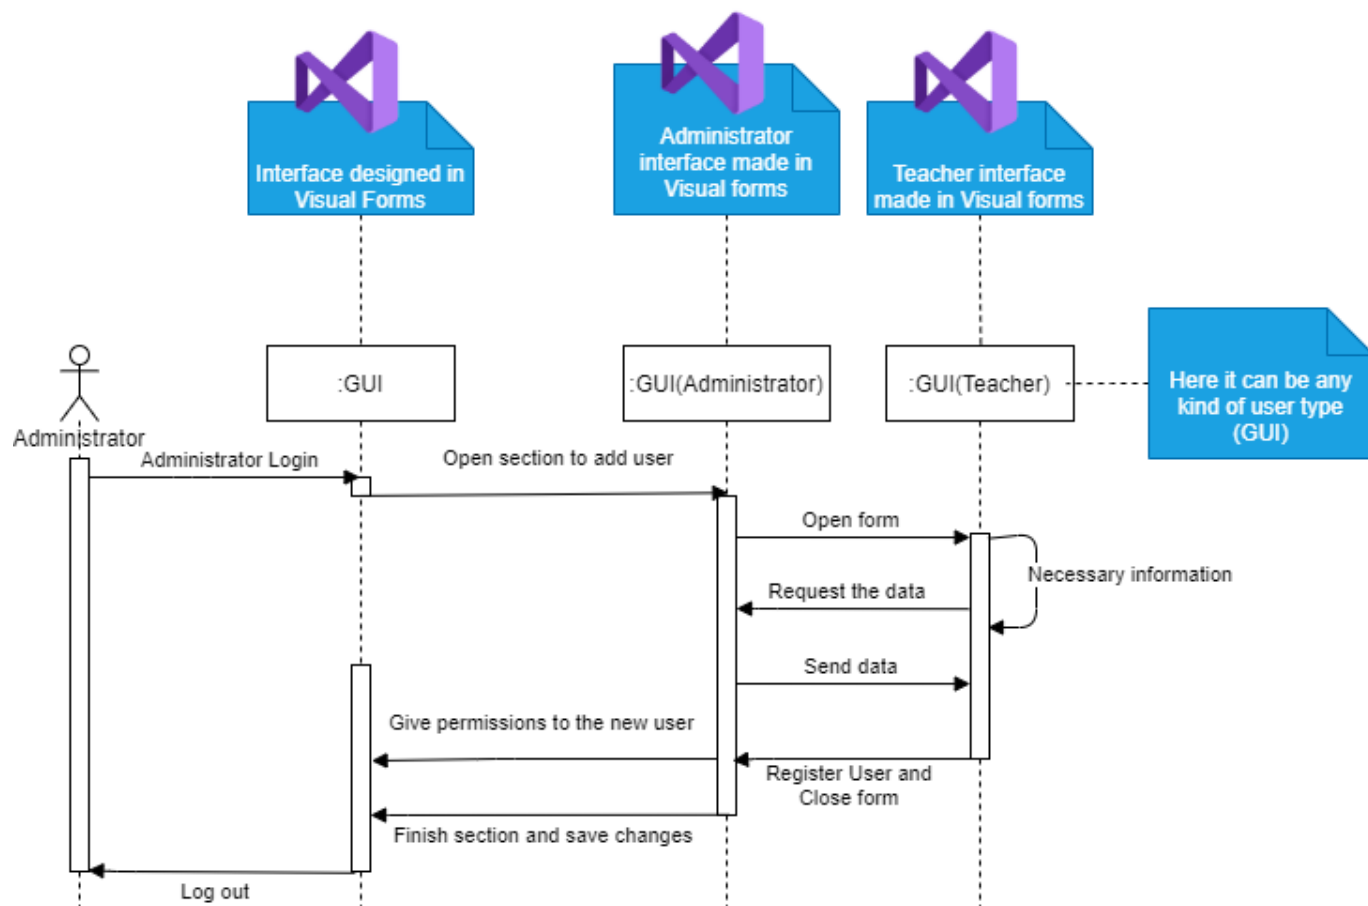 Interface designed in
Visual Forms
Administrator
interface made in
Visual forms
Teacher interface
made in Visual forms
:GUI
:GUI(Administrator)
:GUI(Teacher)
Here it can be any
kind of user type
(GUI)
Administrator
Administrator Login
Open section to add user
Open form
Necessary information
Request the data
Send data
Give permissions to the new user
Register User and
Close form
Finish section and save changes
Log out